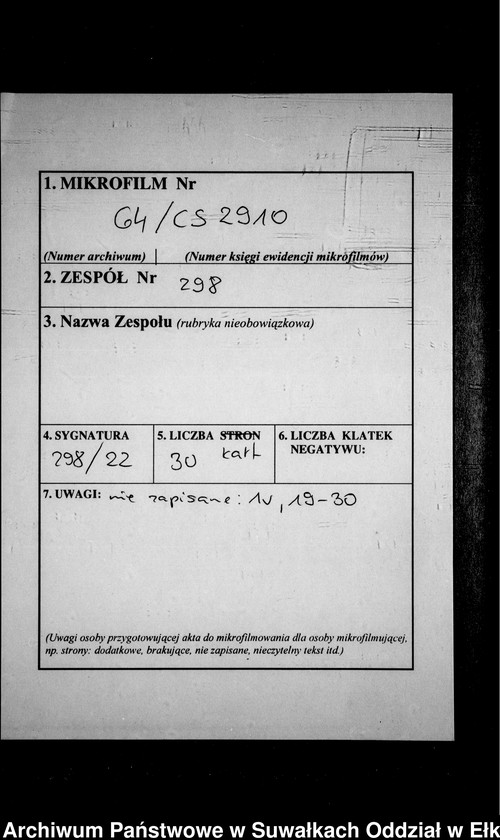 1. MIKROFILM Nr
64/CS 2910
(Numer archiwum) (Numer księgi ewidencji mikrofilmów)
2. ZESPÓŁ Nr 298
3. Nazwa Zespołu (rubryka nieobowiązkowa)
4. SYGNATURA
298/22
5. LICZBA STRON
30 kart
6. LICZBA KLATEK
NEGATYWU:
7. UWAGI: nie zapisane: 1v, 19-30
(Uwagi osoby przygotowującej akta do mikrofilmowania dla osoby mikrofilmującej,
np. strony: dodatkowe, brakujące, nie zapisane, nieczytelny tekst itd.)
Archiwum Państwowe w Suwałkach Oddział w Ełk